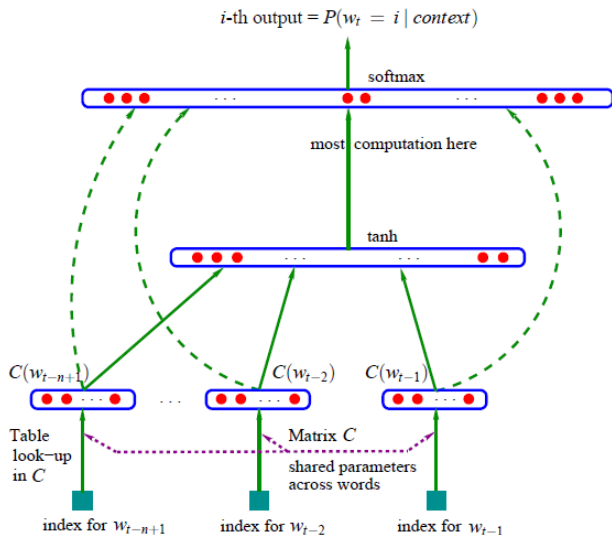 i-th output = P(w_t = i | context)
softmax
. . . . . .
most computation here
tanh
. . . . . .
C(w_{t−n+1}) C(w_{t−2}) C(w_{t−1})
. . . . . . . . . . . .
Table look−up in C
Matrix C
shared parameters across words
index for w_{t−n+1} index for w_{t−2} index for w_{t−1}